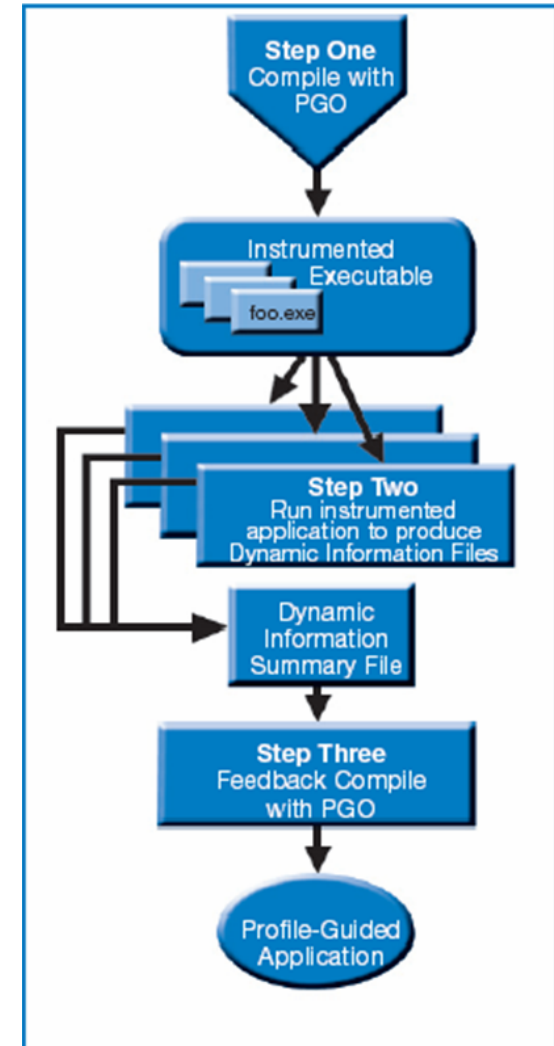 Step One
Compile with
PGO
Instrumented
Executable
foo.exe
Step Two
Run instrumented
application to produce
Dynamic Information Files
Dynamic
Information
Summary File
Step Three
Feedback Compile
with PGO
Profile-Guided
Application